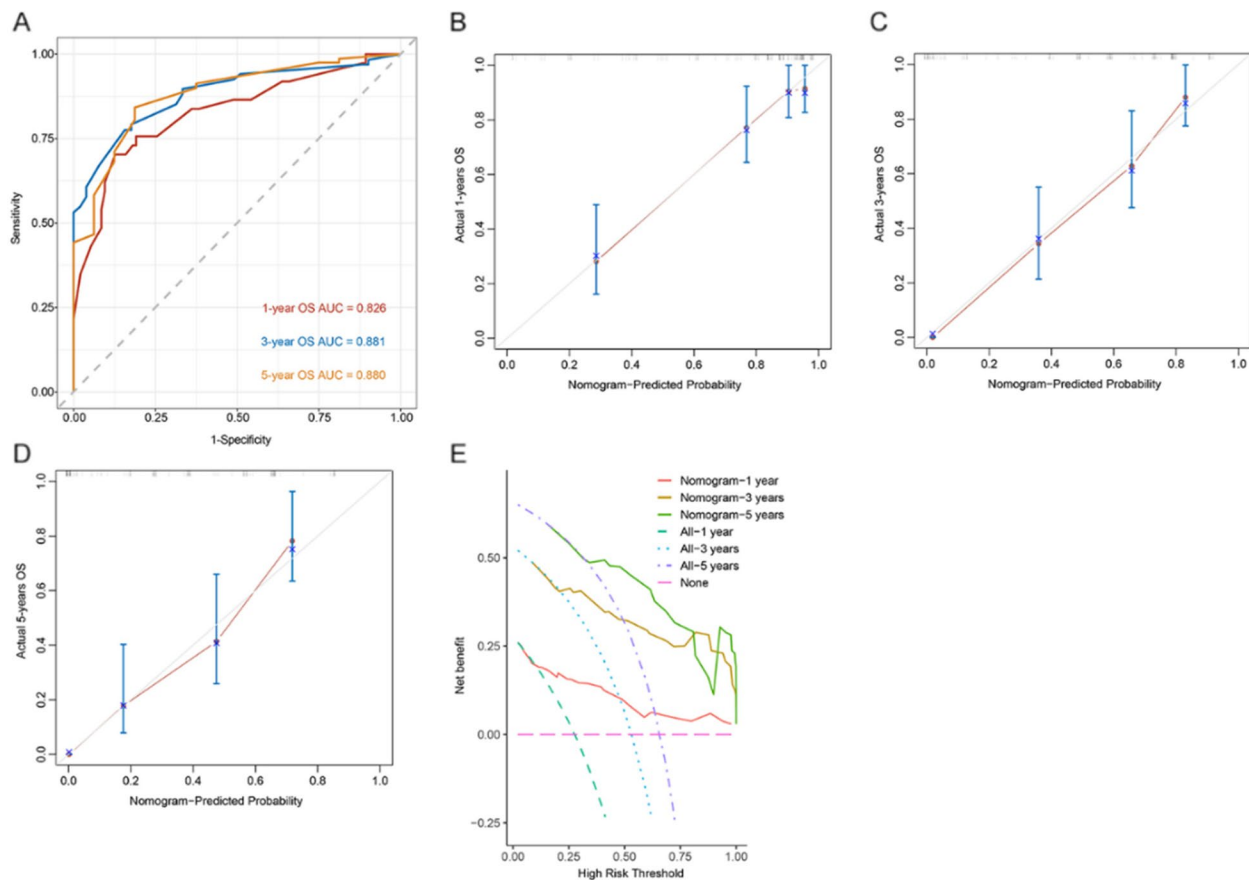 A
1.00
0.75
0.50
0.25
0.00
Sensitivity
1-year OS AUC = 0.826
3-year OS AUC = 0.881
5-year OS AUC = 0.880
0.00 0.25 0.50 0.75 1.00
1-Specificity
B
1.0
0.8
0.6
0.4
0.2
0.0
Actual 1-years OS
0.0 0.2 0.4 0.6 0.8 1.0
Nomogram-Predicted Probability
C
1.0
0.8
0.6
0.4
0.2
0.0
Actual 3-years OS
0.0 0.2 0.4 0.6 0.8 1.0
Nomogram-Predicted Probability
D
1.0
0.8
0.6
0.4
0.2
0.0
Actual 5-years OS
0.0 0.2 0.4 0.6 0.8 1.0
Nomogram-Predicted Probability
E
Nomogram-1 year
Nomogram-3 years
Nomogram-5 years
All-1 year
All-3 years
All-5 years
None
0.50
0.25
0.00
-0.25
Net benefit
0.00 0.25 0.50 0.75 1.00
High Risk Threshold